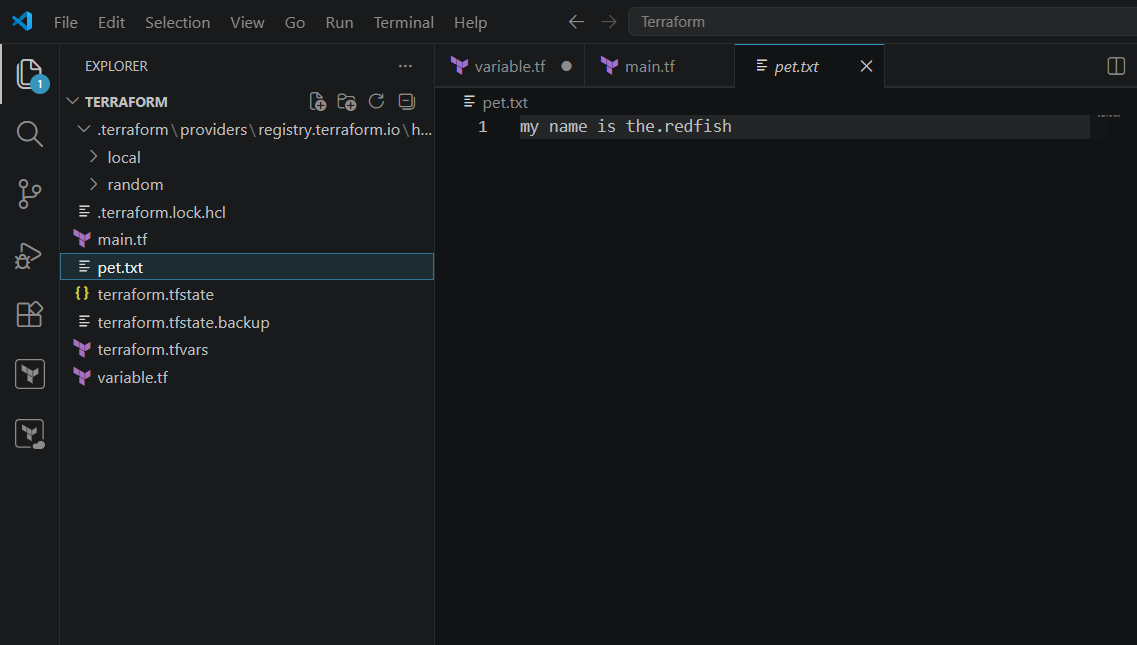 File Edit Selection View Go Run Terminal Help Terraform
EXPLORER ...
variable.tf main.tf pet.txt
TERRAFORM
.terraform\providers\registry.terraform.io\h...
local
random
.terraform.lock.hcl
main.tf
pet.txt
terraform.tfstate
terraform.tfstate.backup
terraform.tfvars
variable.tf
1
pet.txt
1 my name is the.redfish